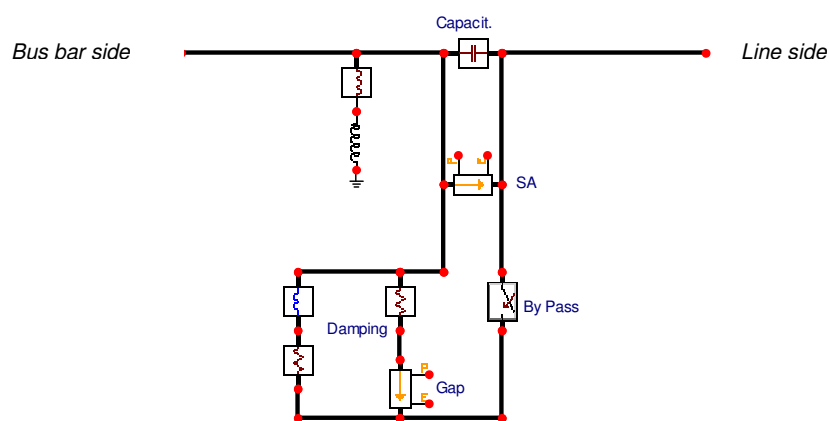 Capacit.
Bus bar side
Line side
P
E
SA
By Pass
Damping
P
Gap
E